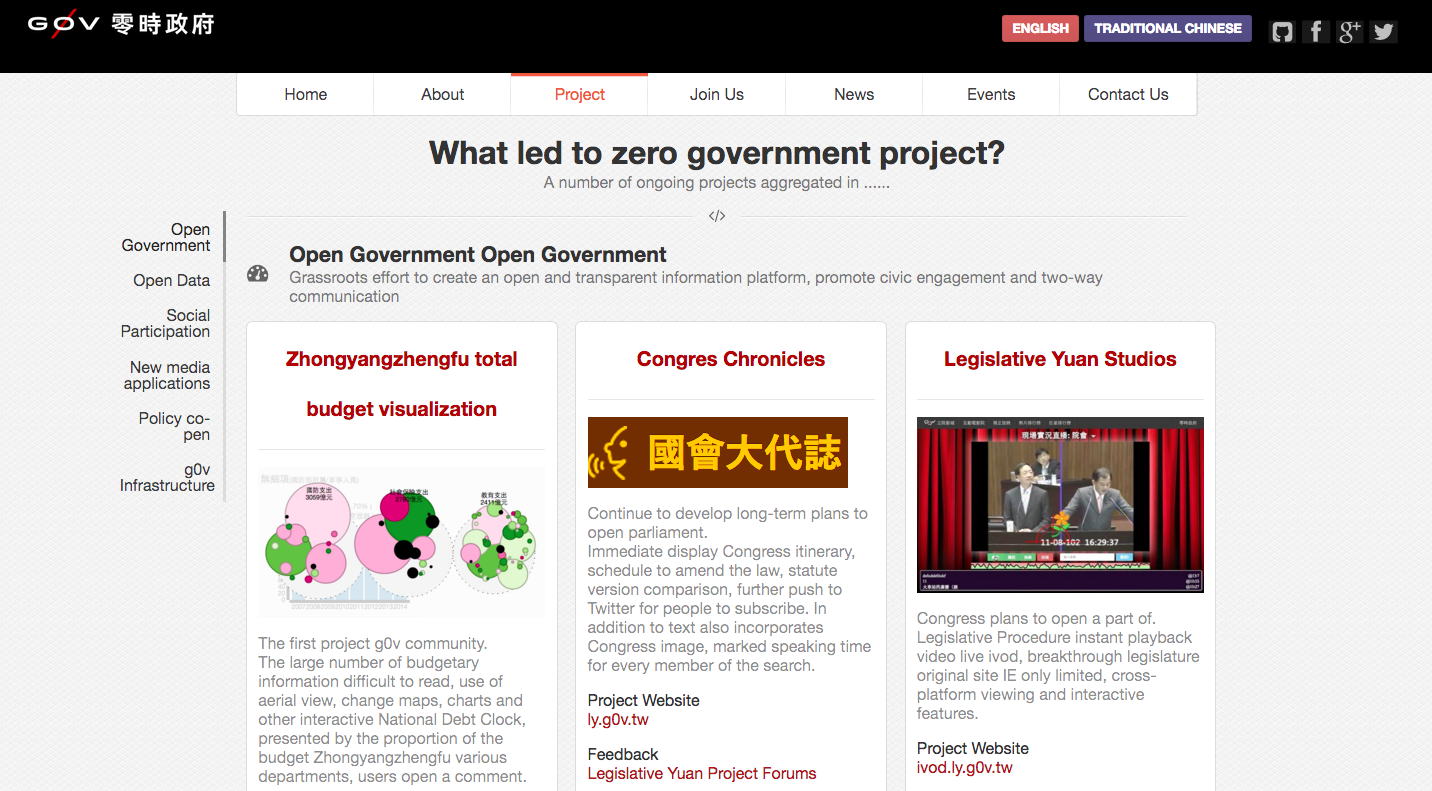 G0V 零時政府
ENGLISH
TRADITIONAL CHINESE
Home
About
Project
Join Us
News
Events
Contact Us
What led to zero government project?
A number of ongoing projects aggregated in ......
</>
Open
Government
Open Data
Social
Participation
New media
applications
Policy co-
pen
g0v
Infrastructure
Open Government Open Government
Grassroots effort to create an open and transparent information platform, promote civic engagement and two-way
communication
Zhongyangzhengfu total
budget visualization
國防支出
3059億元
社會保險支出
教育支出
2411億元
2007 2008 2009 2010 2011 2012 2013 2014
The first project g0v community.
The large number of budgetary
information difficult to read, use of
aerial view, change maps, charts and
other interactive National Debt Clock,
presented by the proportion of the
budget Zhongyangzhengfu various
departments, users open a comment.
Congres Chronicles
國會大代誌
Continue to develop long-term plans to
open parliament.
Immediate display Congress itinerary,
schedule to amend the law, statute
version comparison, further push to
Twitter for people to subscribe. In
addition to text also incorporates
Congress image, marked speaking time
for every member of the search.
Project Website
ly.g0v.tw
Feedback
Legislative Yuan Project Forums
Legislative Yuan Studios
現場實況直播: 院會
11-08-102 16:29:37
Congress plans to open a part of.
Legislative Procedure instant playback
video live ivod, breakthrough legislature
original site IE only limited, cross-
platform viewing and interactive
features.
Project Website
ivod.ly.g0v.tw